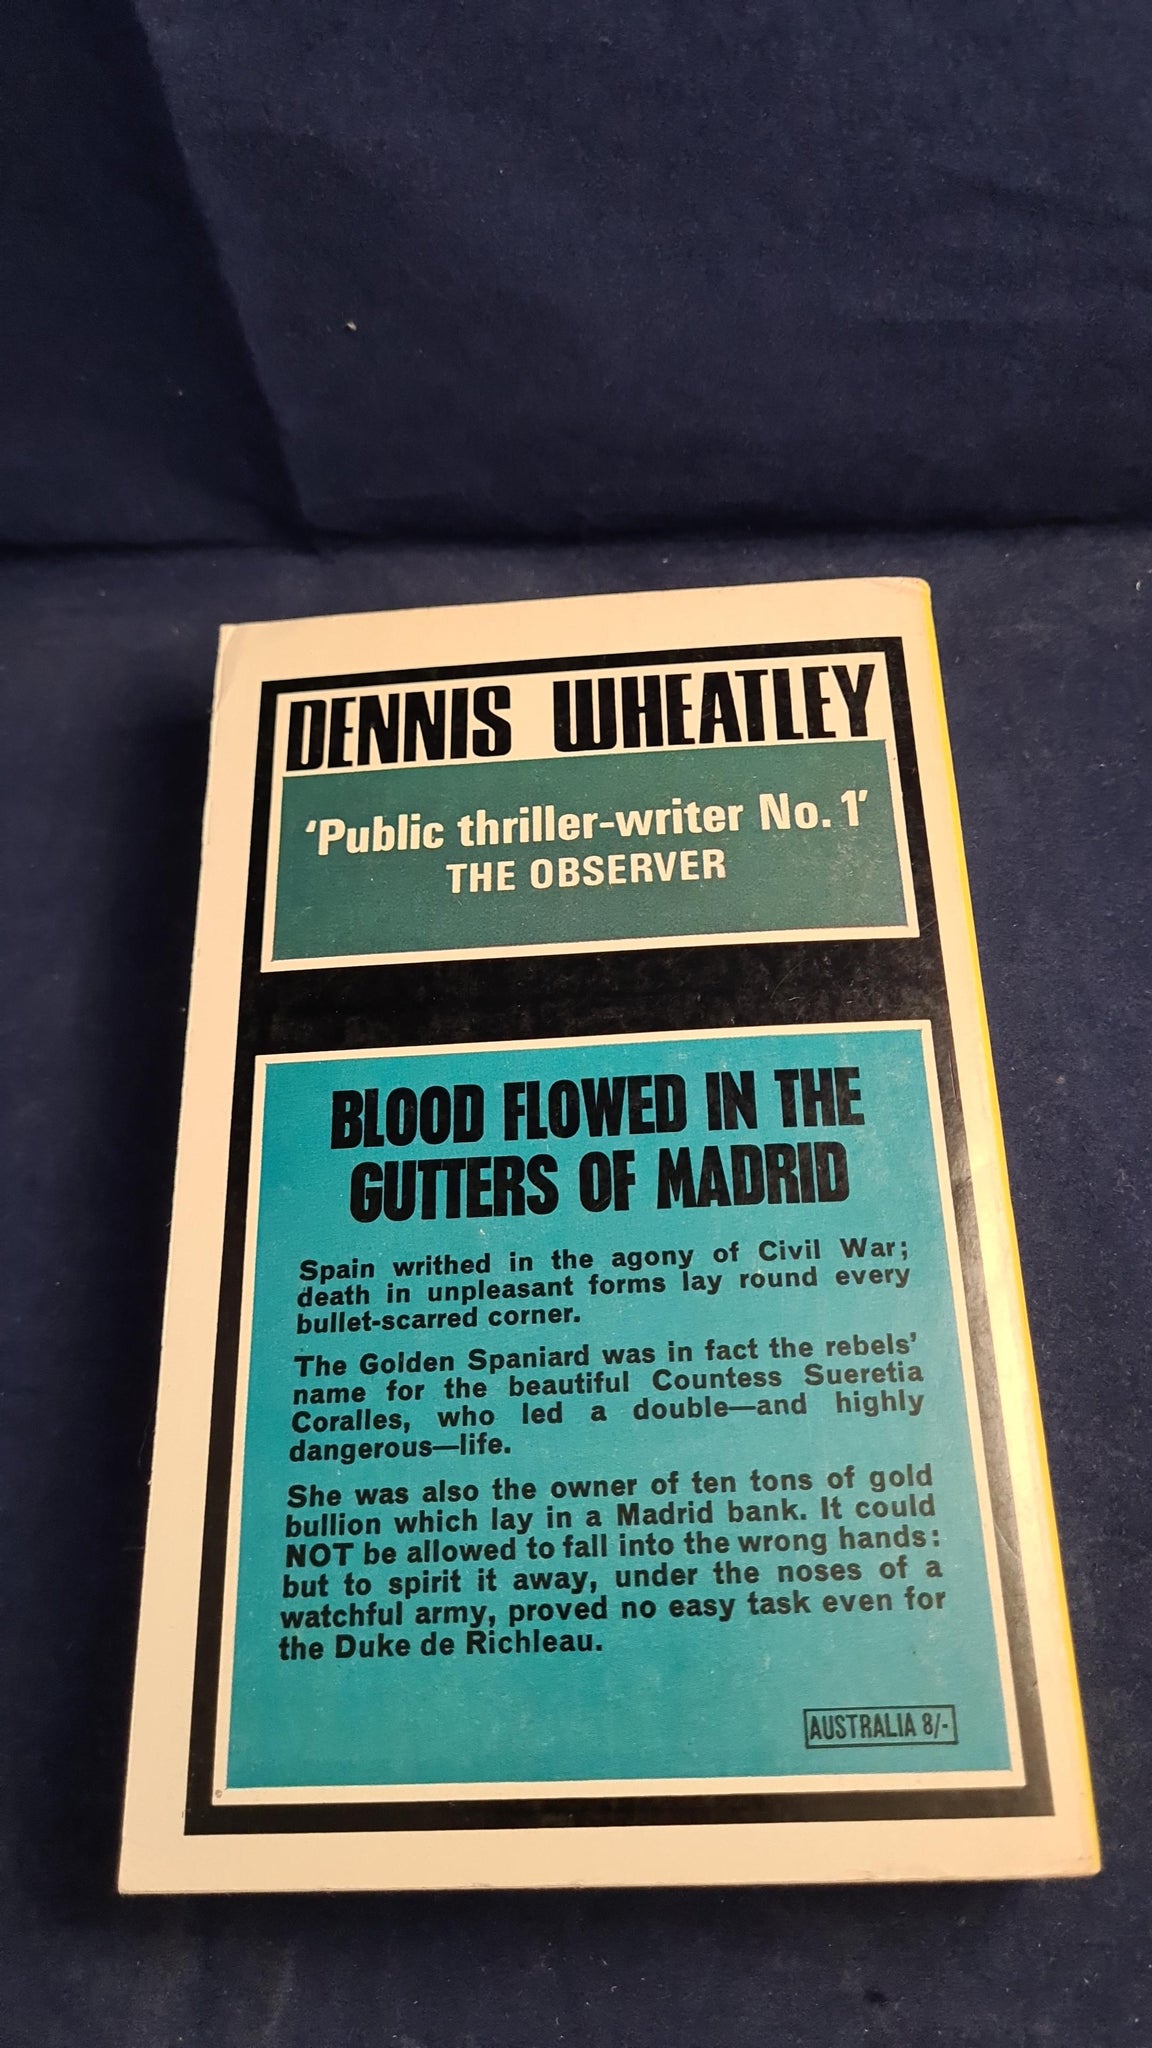 DENNIS WHEATLEY
‘Public thriller-writer No. 1’
THE OBSERVER
BLOOD FLOWED IN THE
GUTTERS OF MADRID
Spain writhed in the agony of Civil War;
death in unpleasant forms lay round every
bullet-scarred corner.
The Golden Spaniard was in fact the rebels’
name for the beautiful Countess Sueretia
Coralles, who led a double—and highly
dangerous—life.
She was also the owner of ten tons of gold
bullion which lay in a Madrid bank. It could
NOT be allowed to fall into the wrong hands:
but to spirit it away, under the noses of a
watchful army, proved no easy task even for
the Duke de Richleau.
AUSTRALIA 8/-